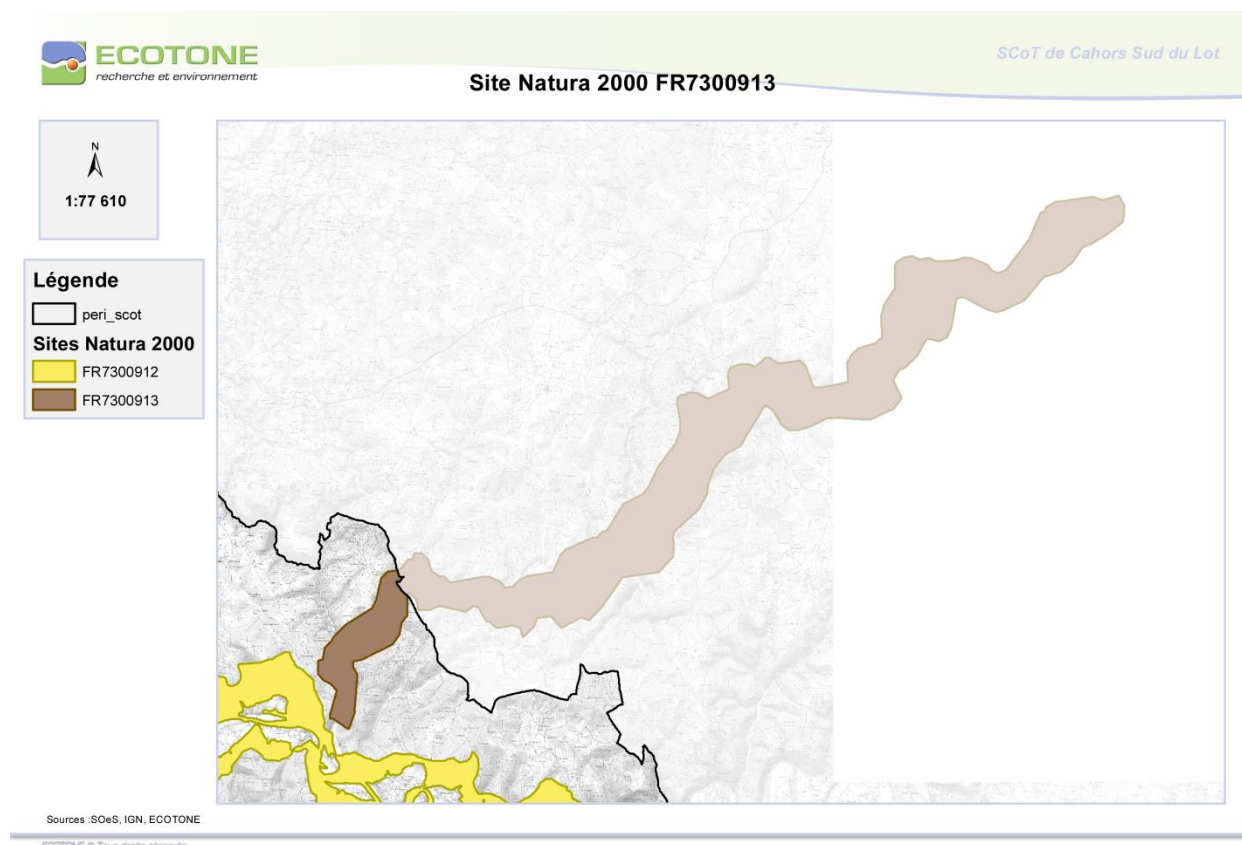 ECOTONE
recherche et environnement
SCoT de Cahors Sud du Lot
Site Natura 2000 FR7300913
N
1:77 610
Légende
peri_scot
Sites Natura 2000
FR7300912
FR7300913
Sources :SOeS, IGN, ECOTONE